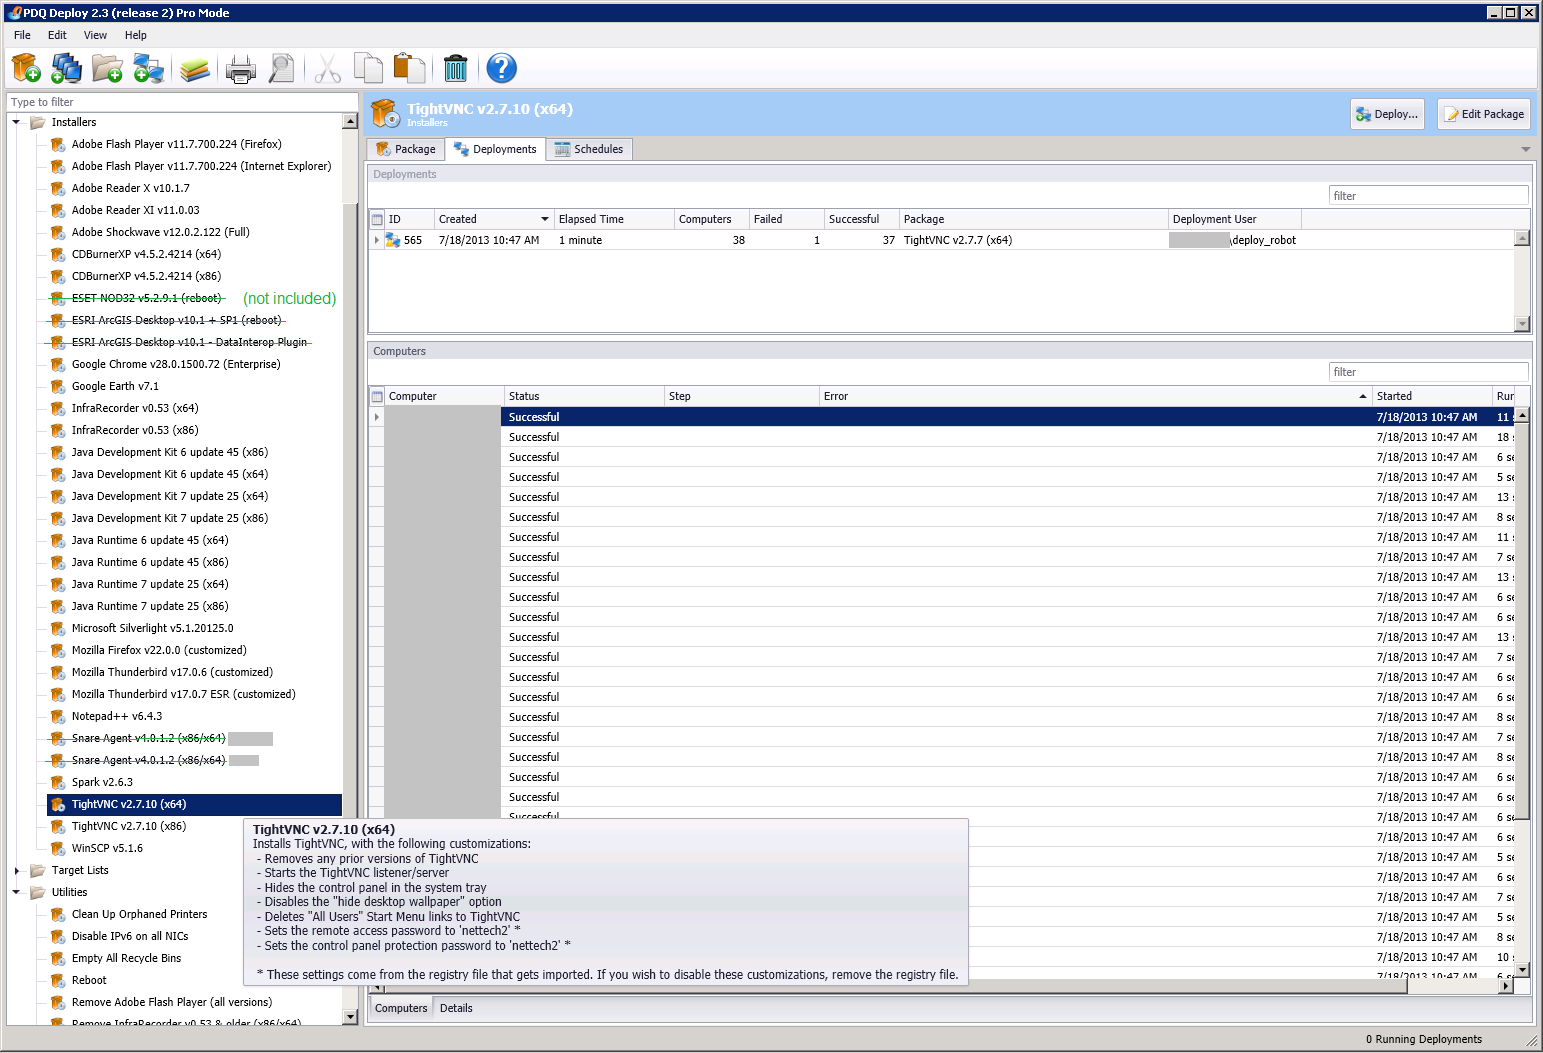 PDQ Deploy 2.3 (release 2) Pro Mode
File Edit View Help
Type to filter
Installers
Adobe Flash Player v11.7.700.224 (Firefox)
Adobe Flash Player v11.7.700.224 (Internet Explorer)
Adobe Reader X v10.1.7
Adobe Reader XI v11.0.03
Adobe Shockwave v12.0.2.122 (Full)
CDBurnerXP v4.5.2.4214 (x64)
CDBurnerXP v4.5.2.4214 (x86)
ESET NOD32 v5.2.9.1 (reboot) (not included)
ESRI ArcGIS Desktop v10.1 + SP1 (reboot)
ESRI ArcGIS Desktop v10.1 - DataInterop Plugin
Google Chrome v28.0.1500.72 (Enterprise)
Google Earth v7.1
InfraRecorder v0.53 (x64)
InfraRecorder v0.53 (x86)
Java Development Kit 6 update 45 (x86)
Java Development Kit 6 update 45 (x64)
Java Development Kit 7 update 25 (x64)
Java Development Kit 7 update 25 (x86)
Java Runtime 6 update 45 (x64)
Java Runtime 6 update 45 (x86)
Java Runtime 7 update 25 (x64)
Java Runtime 7 update 25 (x86)
Microsoft Silverlight v5.1.20125.0
Mozilla Firefox v22.0.0 (customized)
Mozilla Thunderbird v17.0.6 (customized)
Mozilla Thunderbird v17.0.7 ESR (customized)
Notepad++ v6.4.3
Snare Agent v4.0.1.2 (x86/x64)
Snare Agent v4.0.1.2 (x86/x64)
Spark v2.6.3
TightVNC v2.7.10 (x64)
TightVNC v2.7.10 (x86)
WinSCP v5.1.6
Target Lists
Utilities
Clean Up Orphaned Printers
Disable IPv6 on all NICs
Empty All Recycle Bins
Reboot
Remove Adobe Flash Player (all versions)
Remove InfraRecorder v0.53 & older (x86/x64)
TightVNC v2.7.10 (x64)
Installers
Deploy... Edit Package
Package Deployments Schedules
Deployments
filter
ID Created Elapsed Time Computers Failed Successful Package Deployment User
565 7/18/2013 10:47 AM 1 minute 38 1 37 TightVNC v2.7.7 (x64) \deploy_robot
Computers
filter
Computer Status Step Error Started Run
Successful 7/18/2013 10:47 AM 11 s
Successful 7/18/2013 10:47 AM 18 s
Successful 7/18/2013 10:47 AM 6 se
Successful 7/18/2013 10:47 AM 5 se
Successful 7/18/2013 10:47 AM 13 s
Successful 7/18/2013 10:47 AM 8 se
Successful 7/18/2013 10:47 AM 11 s
Successful 7/18/2013 10:47 AM 7 se
Successful 7/18/2013 10:47 AM 13 s
Successful 7/18/2013 10:47 AM 6 se
Successful 7/18/2013 10:47 AM 6 se
Successful 7/18/2013 10:47 AM 13 s
Successful 7/18/2013 10:47 AM 7 se
Successful 7/18/2013 10:47 AM 6 se
Successful 7/18/2013 10:47 AM 6 se
Successful 7/18/2013 10:47 AM 8 se
Successful 7/18/2013 10:47 AM 7 se
Successful 7/18/2013 10:47 AM 8 se
Successful 7/18/2013 10:47 AM 6 se
Successful 7/18/2013 10:47 AM 6 se
Successful 7/18/2013 10:47 AM 6 se
7/18/2013 10:47 AM 6 se
7/18/2013 10:47 AM 5 se
7/18/2013 10:47 AM 6 se
7/18/2013 10:47 AM 7 se
7/18/2013 10:47 AM 5 se
7/18/2013 10:47 AM 8 se
7/18/2013 10:47 AM 10 s
7/18/2013 10:47 AM 6 se
TightVNC v2.7.10 (x64)
Installs TightVNC, with the following customizations:
- Removes any prior versions of TightVNC
- Starts the TightVNC listener/server
- Hides the control panel in the system tray
- Disables the "hide desktop wallpaper" option
- Deletes "All Users" Start Menu links to TightVNC
- Sets the remote access password to 'nettech2' *
- Sets the control panel protection password to 'nettech2' *
* These settings come from the registry file that gets imported. If you wish to disable these customizations, remove the registry file.
Computers Details
0 Running Deployments